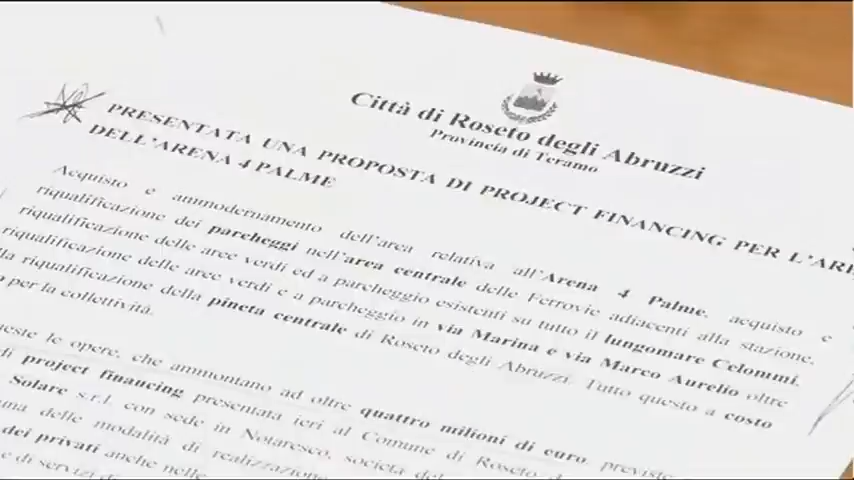 Città di Roseto degli Abruzzi
Provincia di Teramo
PRESENTATA UNA PROPOSTA DI PROJECT FINANCING PER L'AREA
DELL'ARENA 4 PALME
Acquisto e ammodernamento dell'area relativa all'Arena 4 Palme, acquisto e
riqualificazione dei parcheggi nell'area centrale delle Ferrovie adiacenti alla stazione,
riqualificazione delle aree verdi ed a parcheggio esistenti su tutto il lungomare Celommi,
riqualificazione delle aree verdi e a parcheggio in via Marina e via Marco Aurelio oltre
riqualificazione della pineta centrale di Roseto degli Abruzzi. Tutto questo a costo
per la collettività.
le opere, che ammontano ad oltre quattro milioni di euro, previste
di project financing presentata ieri al Comune di Roseto
Solare s.r.l. con sede in Notaresco, società del
delle modalità di realizzazione
dei privati anche nelle
e di servizi